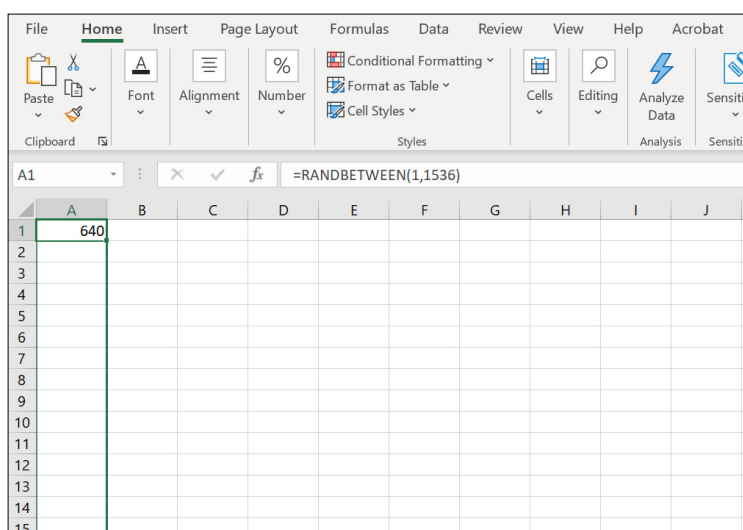 File Home Insert Page Layout Formulas Data Review View Help Acrobat
Paste
Font
Alignment
Number
Conditional Formatting
Format as Table
Cell Styles
Cells
Editing
Analyze
Data
Sensiti
Clipboard
Styles
Analysis
Sensiti
A1
fx
=RANDBETWEEN(1,1536)
A B C D E F G H I J
1 640
2
3
4
5
6
7
8
9
10
11
12
13
14
15